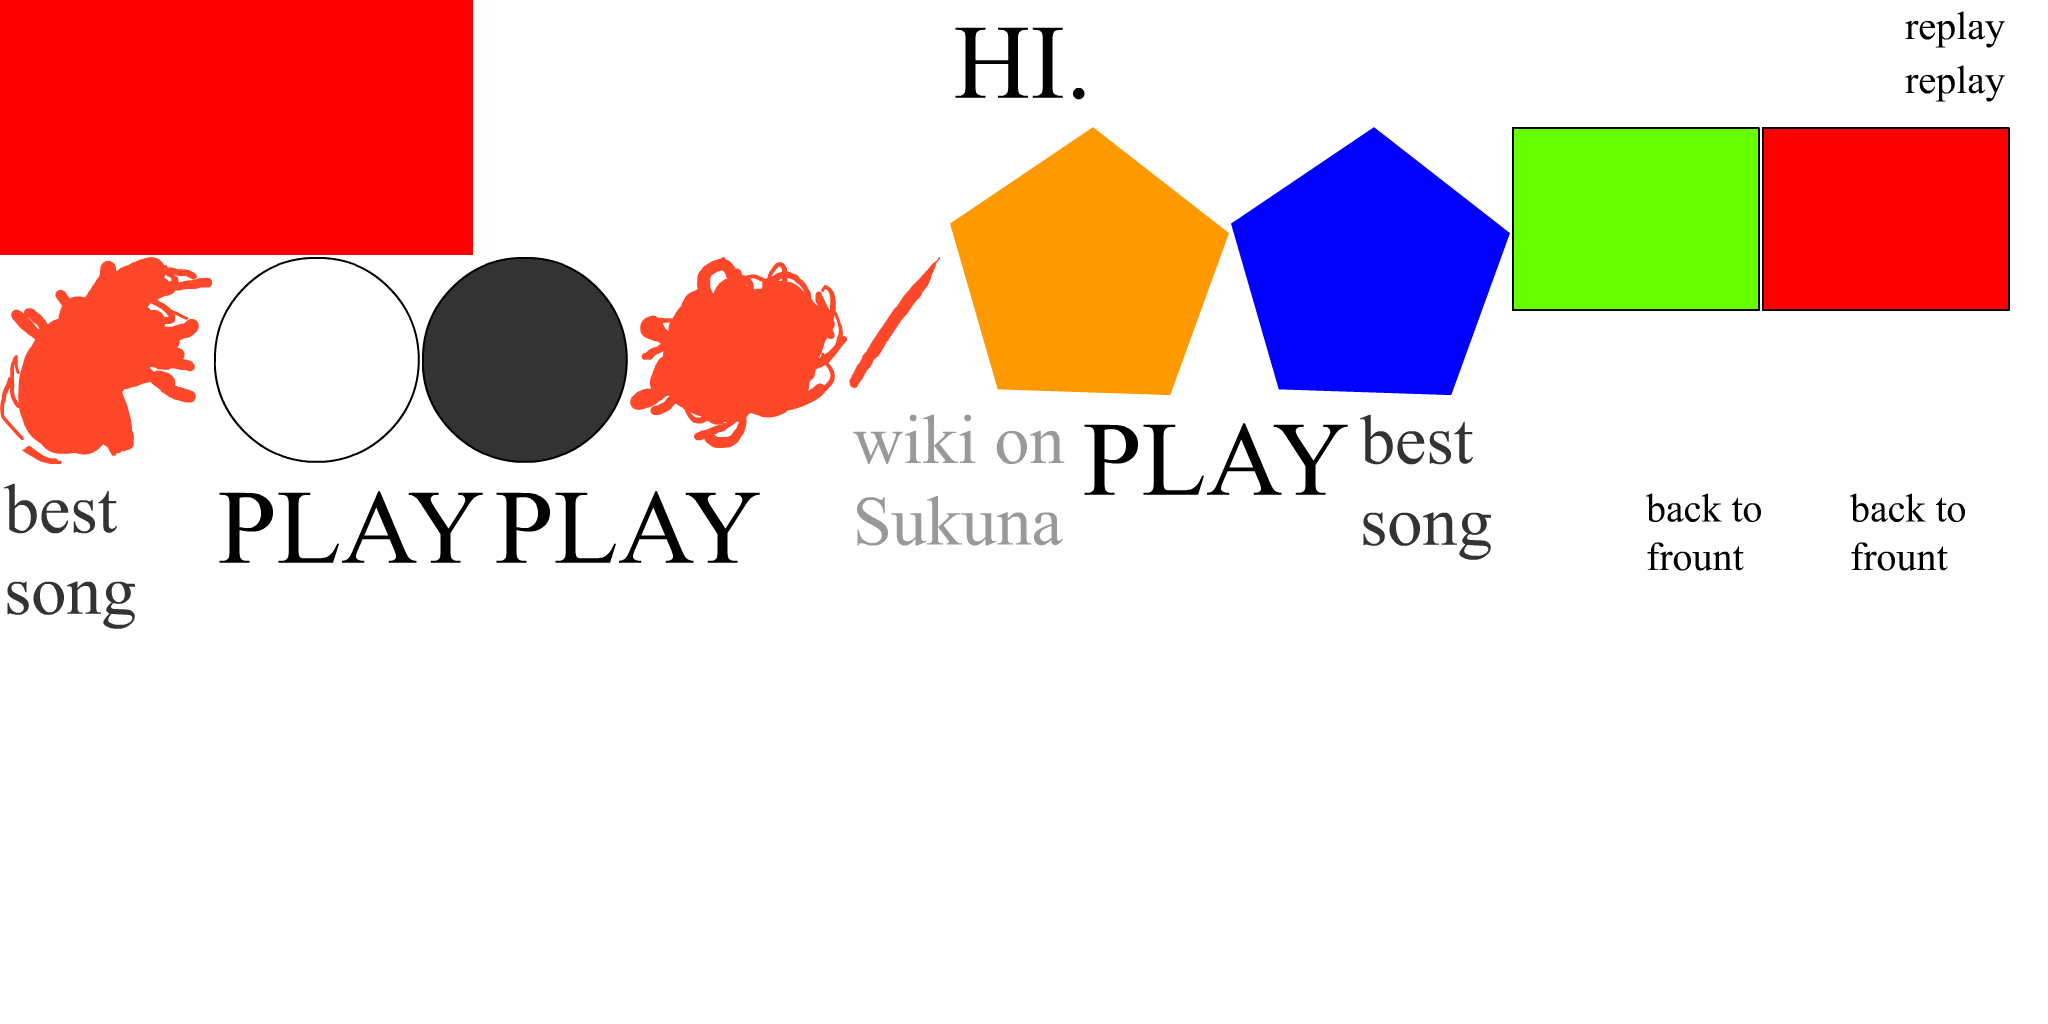 HI.
replay
replay
wiki on
Sukuna
PLAY
best
song
best
song
PLAY
PLAY
back to
frount
back to
frount